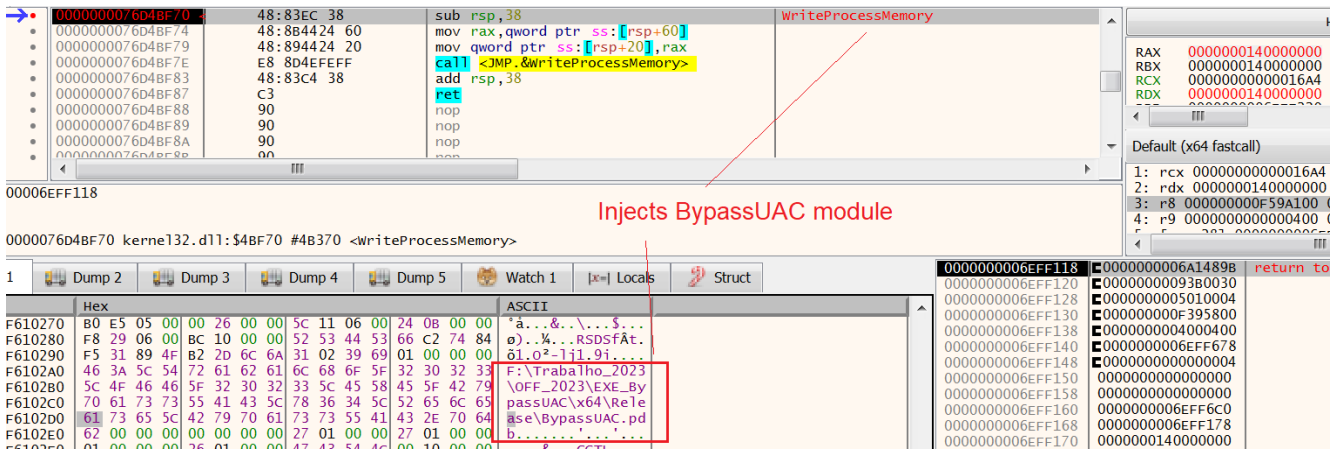 0000000076D4BF70 48:83EC 38 sub rsp,38 WriteProcessMemory
0000000076D4BF74 48:8B4424 60 mov rax,qword ptr ss:[rsp+60]
0000000076D4BF79 48:894424 20 mov qword ptr ss:[rsp+20],rax
0000000076D4BF7E E8 8D4EFEFF call <JMP.&WriteProcessMemory>
0000000076D4BF83 48:83C4 38 add rsp,38
0000000076D4BF87 C3 ret
0000000076D4BF88 90 nop
0000000076D4BF89 90 nop
0000000076D4BF8A 90 nop
0000000076D4BF8B 90 nop
RAX 0000000140000000
RBX 0000000140000000
RCX 00000000000016A4
RDX 0000000140000000
Default (x64 fastcall)
1: rcx 00000000000016A4
2: rdx 0000000140000000
3: r8 000000000F59A100
4: r9 0000000000000400
00006EFF118
Injects BypassUAC module
0000076D4BF70 kernel32.dll:$4BF70 #4B370 <WriteProcessMemory>
1 Dump 2 Dump 3 Dump 4 Dump 5 Watch 1 |x=| Locals Struct
Hex ASCII
F610270 B0 E5 05 00 00 26 00 00 5C 11 06 00 24 0B 00 00 °å...&..\...$...
F610280 F8 29 06 00 BC 10 00 00 52 53 44 53 66 C2 74 84 ø)..¼...RSDSfÂt.
F610290 F5 31 89 4F B2 2D 6C 6A 31 02 39 69 01 00 00 00 õ1.O²-lj1.9i....
F6102A0 46 3A 5C 54 72 61 62 61 6C 68 6F 5F 32 30 32 33 F:\Trabalho_2023
F6102B0 5C 4F 46 46 5F 32 30 32 33 5C 45 58 45 5F 42 79 \OFF_2023\EXE_By
F6102C0 70 61 73 73 55 41 43 5C 78 36 34 5C 52 65 6C 65 passUAC\x64\Rele
F6102D0 61 73 65 5C 42 79 70 61 73 73 55 41 43 2E 70 64 ase\BypassUAC.pd
F6102E0 62 00 00 00 00 00 00 00 27 01 00 00 27 01 00 00 b.......'...'...
0000000006EFF118 0000000006A1489B return to
0000000006EFF120 00000000093B0030
0000000006EFF128 0000000005010004
0000000006EFF130 000000000F395800
0000000006EFF138 0000000004000400
0000000006EFF140 0000000006EFF678
0000000006EFF148 0000000000000004
0000000006EFF150 0000000000000000
0000000006EFF158 0000000000000000
0000000006EFF160 0000000006EFF6C0
0000000006EFF168 0000000006EFF178
0000000006EFF170 0000000140000000